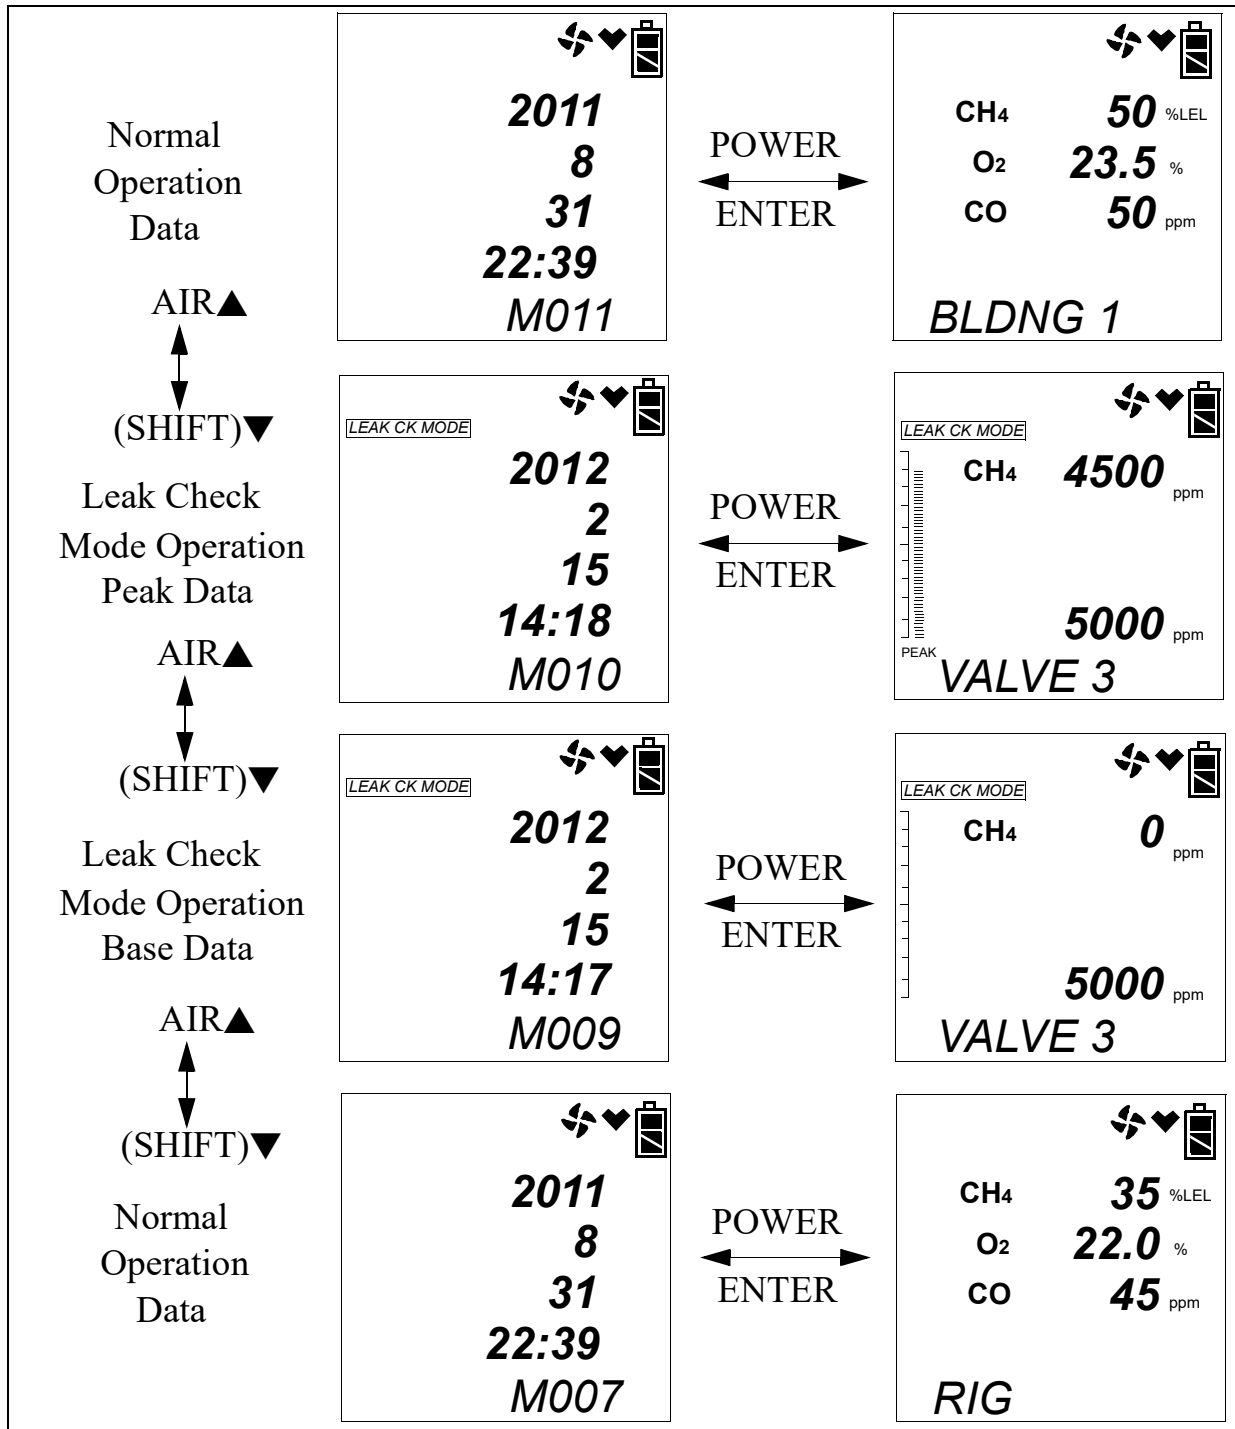 Normal
Operation
Data
2011
8
31
22:39
M011
POWER
ENTER
CH4 50 %LEL
O2 23.5 %
CO 50 ppm
BLDNG 1
AIR▲
(SHIFT)▼
Leak Check
Mode Operation
Peak Data
LEAK CK MODE
2012
2
15
14:18
M010
POWER
ENTER
LEAK CK MODE
CH4 4500 ppm
5000 ppm
PEAK
VALVE 3
AIR▲
(SHIFT)▼
Leak Check
Mode Operation
Base Data
LEAK CK MODE
2012
2
15
14:17
M009
POWER
ENTER
LEAK CK MODE
CH4 0 ppm
5000 ppm
VALVE 3
AIR▲
(SHIFT)▼
Normal
Operation
Data
2011
8
31
22:39
M007
POWER
ENTER
CH4 35 %LEL
O2 22.0 %
CO 45 ppm
RIG